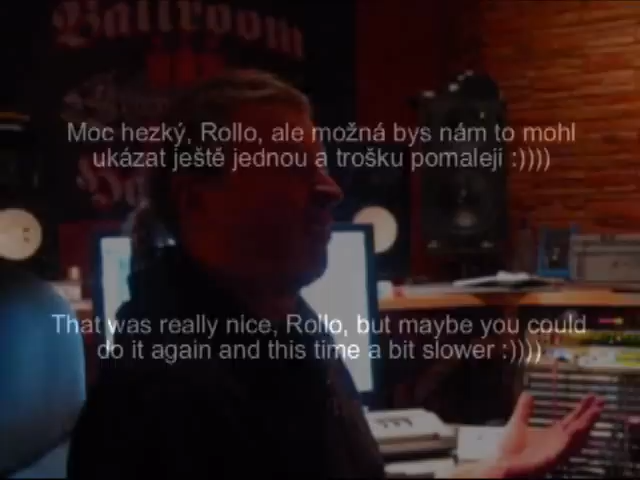 Ballroom
Moc hezký, Rollo, ale možná bys nám to mohl
ukázat ještě jednou a trošku pomaleji :))))
That was really nice, Rollo, but maybe you could
do it again and this time a bit slower :))))